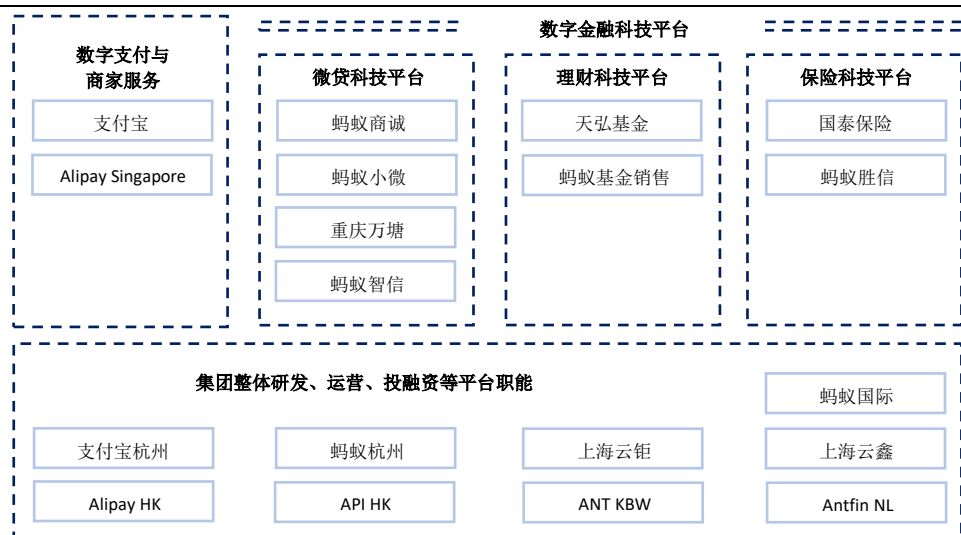 数字支付与
商家服务
支付宝
Alipay Singapore
数字金融科技平台
微贷科技平台
蚂蚁商诚
蚂蚁小微
重庆万塘
蚂蚁智信
理财科技平台
天弘基金
蚂蚁基金销售
保险科技平台
国泰保险
蚂蚁胜信
集团整体研发、运营、投融资等平台职能
蚂蚁国际
支付宝杭州
蚂蚁杭州
上海云钜
上海云鑫
Alipay HK
API HK
ANT KBW
Antfin NL